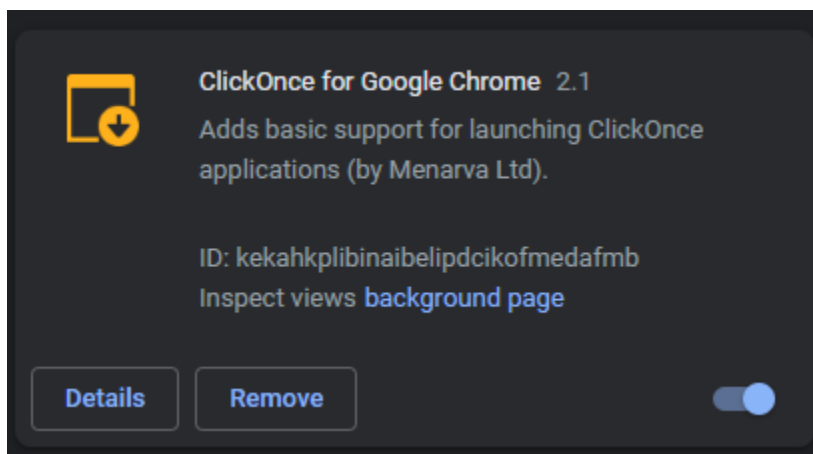 ClickOnce for Google Chrome 2.1
Adds basic support for launching ClickOnce
applications (by Menarva Ltd).
ID: kekahkplibinaibelipdcikofmedafmb
Inspect views background page
Details
Remove